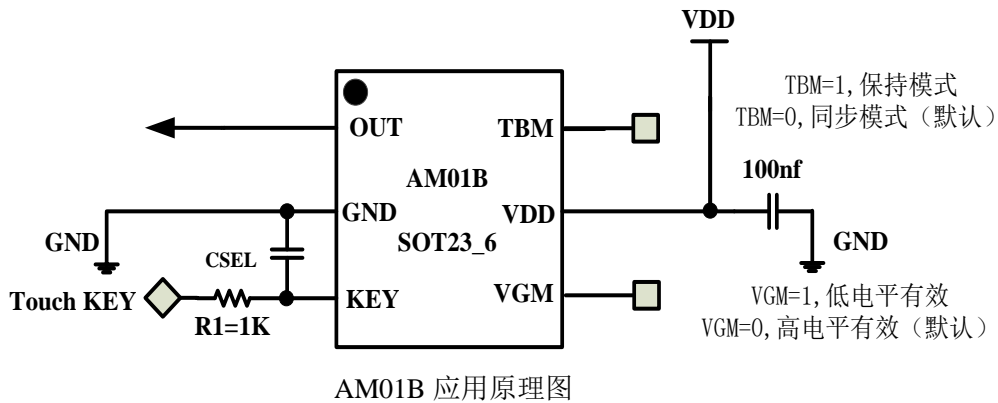 VDD
TBM=1,保持模式
TBM=0,同步模式（默认）
OUT
TBM
100nf
AM01B
GND
VDD
SOT23_6
GND
GND
CSEL
Touch KEY
R1=1K
KEY
VGM
VGM=1,低电平有效
VGM=0,高电平有效（默认）
AM01B 应用原理图